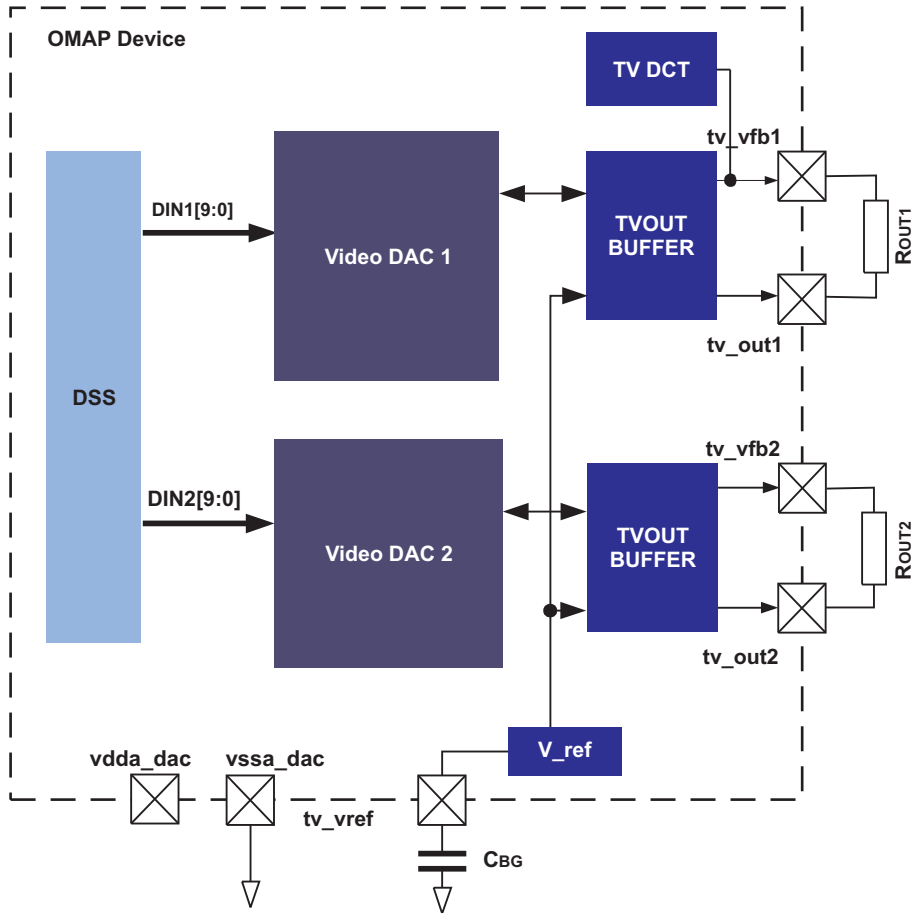 OMAP Device
TV DCT
tv_vfb1
DIN1[9:0]
Video DAC 1
TVOUT
BUFFER
ROUT1
tv_out1
DSS
tv_vfb2
DIN2[9:0]
Video DAC 2
TVOUT
BUFFER
ROUT2
tv_out2
V_ref
vdda_dac
vssa_dac
tv_vref
CBG